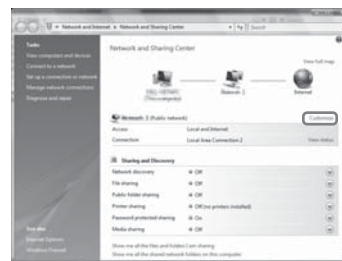 Network and Internet ▸ Network and Sharing Center
Search
Tasks
View computers and devices
Connect to a network
Set up a connection or network
Manage network connections
Diagnose and repair
Network and Sharing Center
View full map
(This computer)
Network 3
Internet
Network 3 (Public network)
Customize
Access
Local and Internet
Connection
Local Area Connection 2
View status
Sharing and Discovery
Network discovery
Off
File sharing
Off
Public folder sharing
Off
Printer sharing
Off (no printers installed)
Password protected sharing
On
Media sharing
Off
Show me all the files and folders I am sharing
Show me all the shared network folders on this computer
See also
Internet Options
Windows Firewall